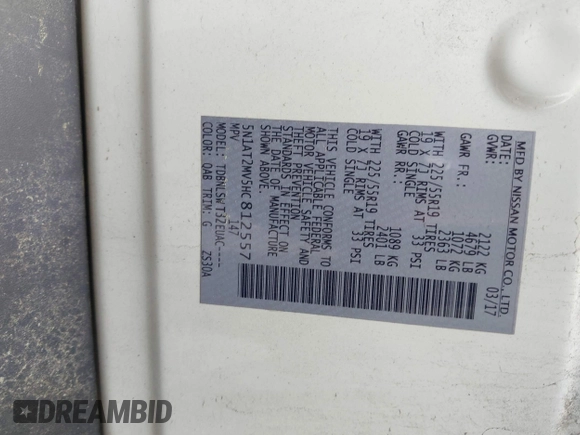 MFD BY NISSAN MOTOR CO., LTD. 03/17
GVWR: 2122 KG
4679 LB
GAWR FR.: 1072 KG
WITH 225/55R19 TIRES 2363 LB
19 X 7J RIMS
COLD SINGLE 33 PSI
GAWR RR.: 1089 KG
WITH 225/55R19 TIRES 2401 LB
19 X 7J RIMS
COLD SINGLE 33 PSI
THIS VEHICLE CONFORMS TO
ALL APPLICABLE FEDERAL
MOTOR VEHICLE SAFETY AND
THEFT PREVENTION
STANDARDS IN EFFECT ON
THE DATE OF MANUFACTURE
SHOWN ABOVE.
5N1AT2MV5HC812557
MPV 147
MODEL: TDBNLSWT32EUAC----
COLOR: QAB TRIM: G Z530A
DREAMBID